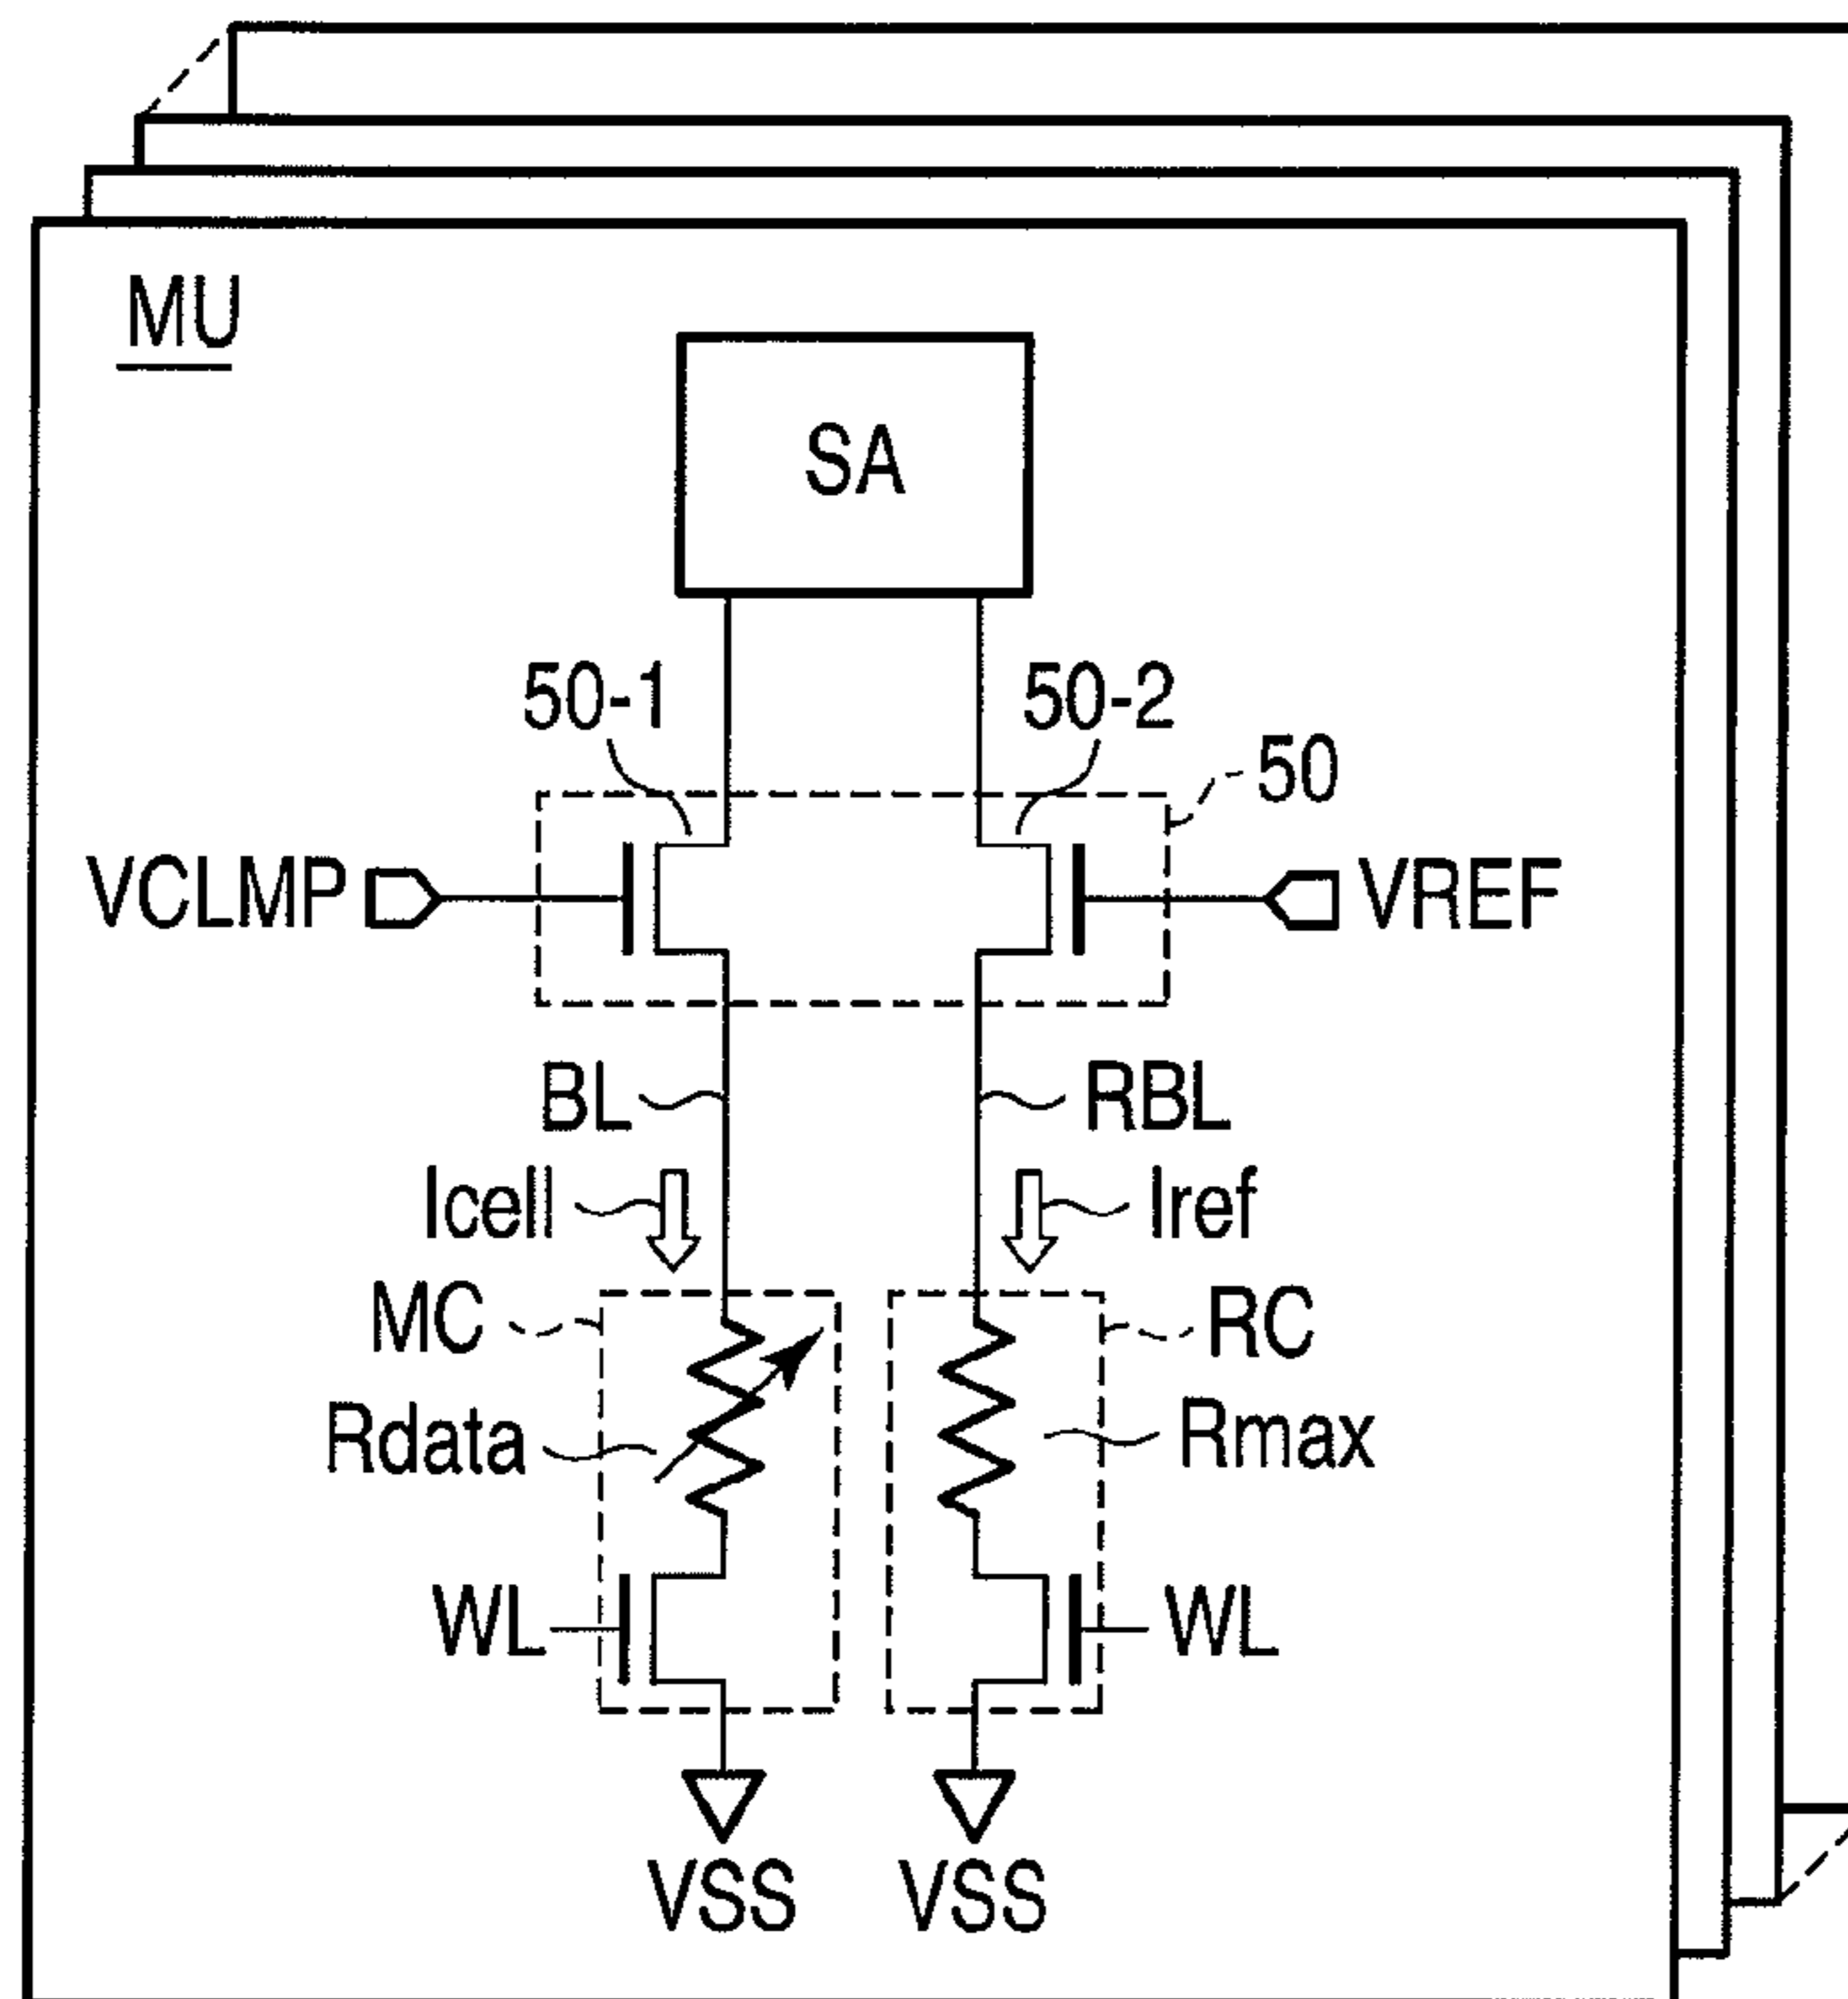 MU
SA
50-1
50-2
50
VCLMP
VREF
BL
RBL
Icell
Iref
MC
RC
Rdata
Rmax
WL
WL
VSS
VSS